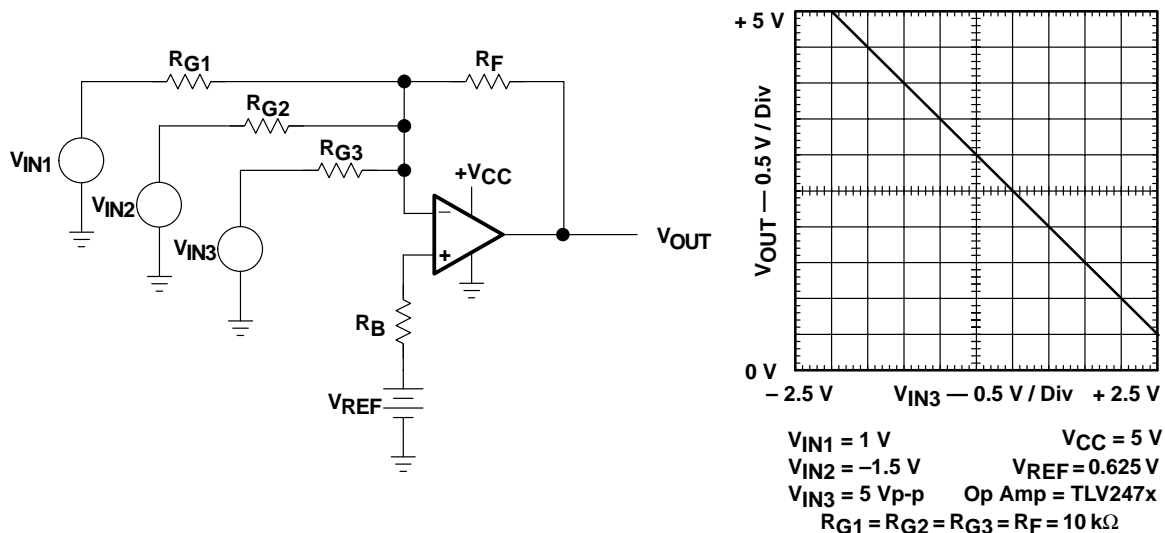 RG1
RF
RG2
RG3
VIN1
VIN2
VIN3
+VCC
–
+
VOUT
RB
VREF
+ 5 V
VOUT — 0.5 V / Div
0 V
– 2.5 V
VIN3 — 0.5 V / Div
+ 2.5 V
VIN1 = 1 V
VCC = 5 V
VIN2 = –1.5 V
VREF = 0.625 V
VIN3 = 5 Vp-p
Op Amp = TLV247x
RG1 = RG2 = RG3 = RF = 10 kΩ